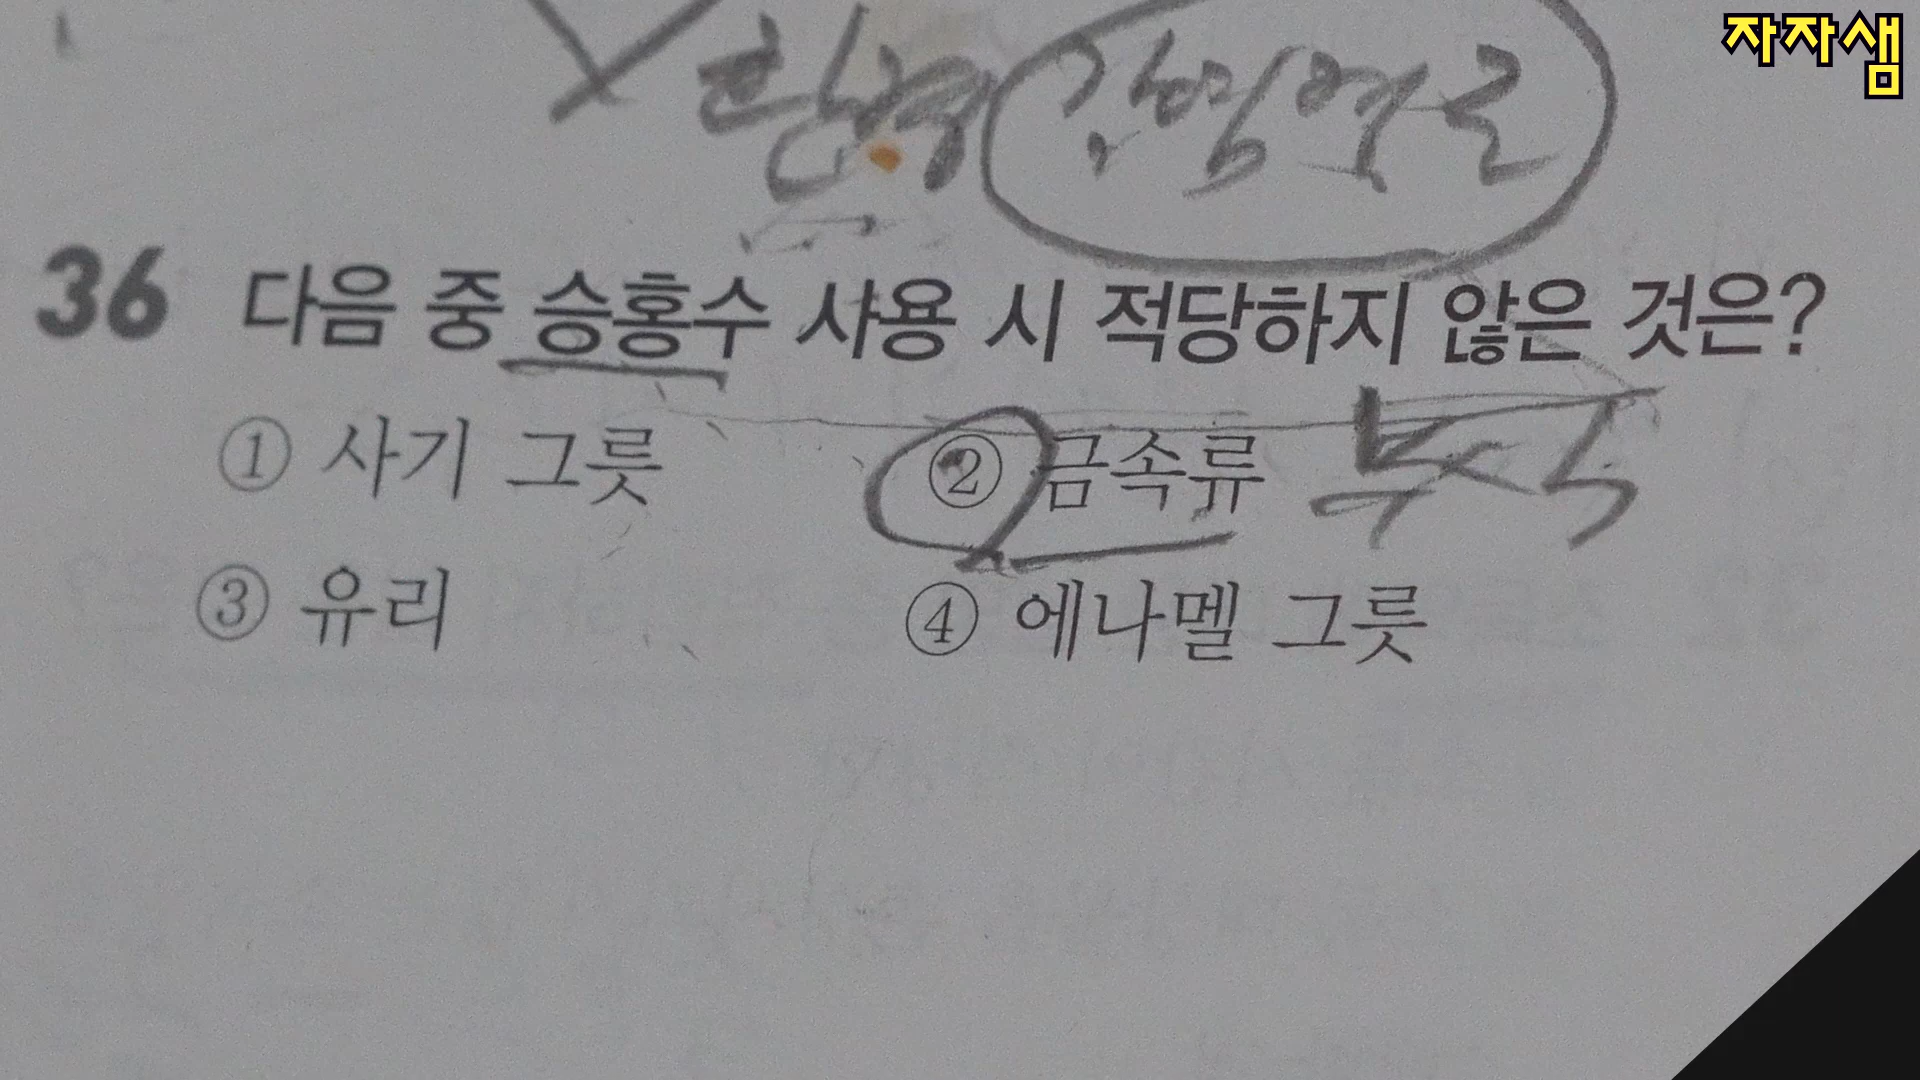 자자샘
36 다음 중 승홍수 사용 시 적당하지 않은 것은?
① 사기 그릇 ② 금속류 부식
③ 유리 ④ 에나멜 그릇